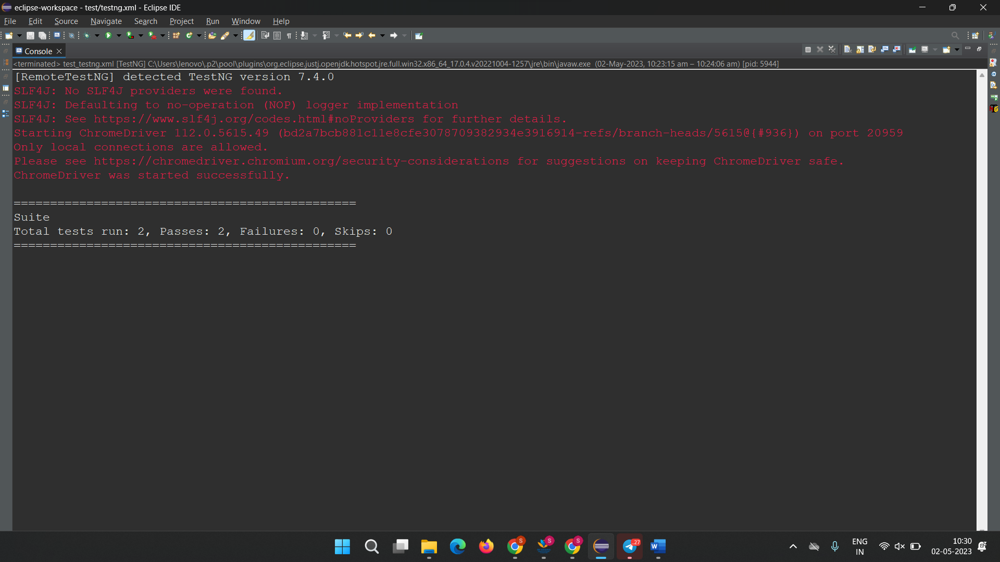 eclipse-workspace - test/testng.xml - Eclipse IDE
File Edit Source Navigate Search Project Run Window Help
Console
<terminated> test_testng.xml [TestNG] C:\Users\lenovo\.p2\pool\plugins\org.eclipse.justj.openjdk.hotspot.jre.full.win32.x86_64_17.0.4.v20221004-1257\jre\bin\javaw.exe (02-May-2023, 10:23:15 am – 10:24:06 am) [pid: 5944]
[RemoteTestNG] detected TestNG version 7.4.0
SLF4J: No SLF4J providers were found.
SLF4J: Defaulting to no-operation (NOP) logger implementation
SLF4J: See https://www.slf4j.org/codes.html#noProviders for further details.
Starting ChromeDriver 112.0.5615.49 (bd2a7bcb881c11e8cfe3078709382934e3916914-refs/branch-heads/5615@{#936}) on port 20959
Only local connections are allowed.
Please see https://chromedriver.chromium.org/security-considerations for suggestions on keeping ChromeDriver safe.
ChromeDriver was started successfully.
===============================================
Suite
Total tests run: 2, Passes: 2, Failures: 0, Skips: 0
===============================================
S
S
S
27
W
ENG
IN
10:30
02-05-2023